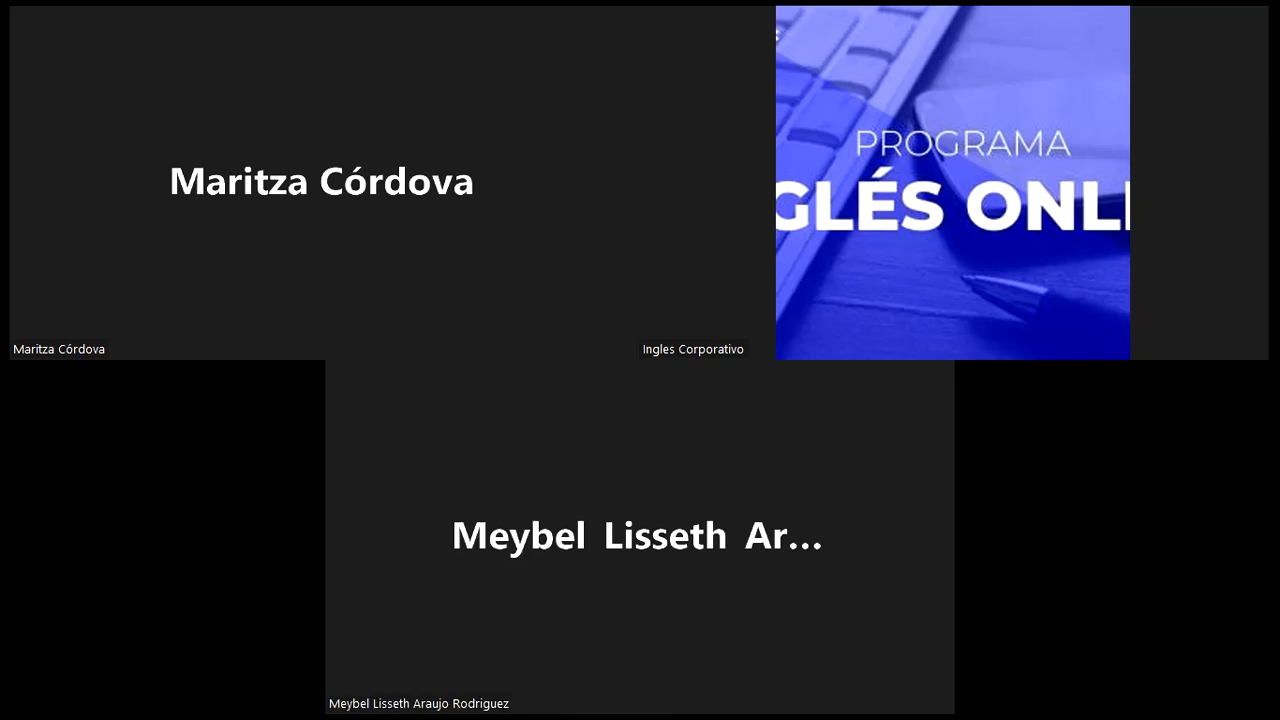 Maritza Córdova
PROGRAMA
GLÉS ONLI
Maritza Córdova
Ingles Corporativo
Meybel Lisseth Ar...
Meybel Lisseth Araujo Rodriguez